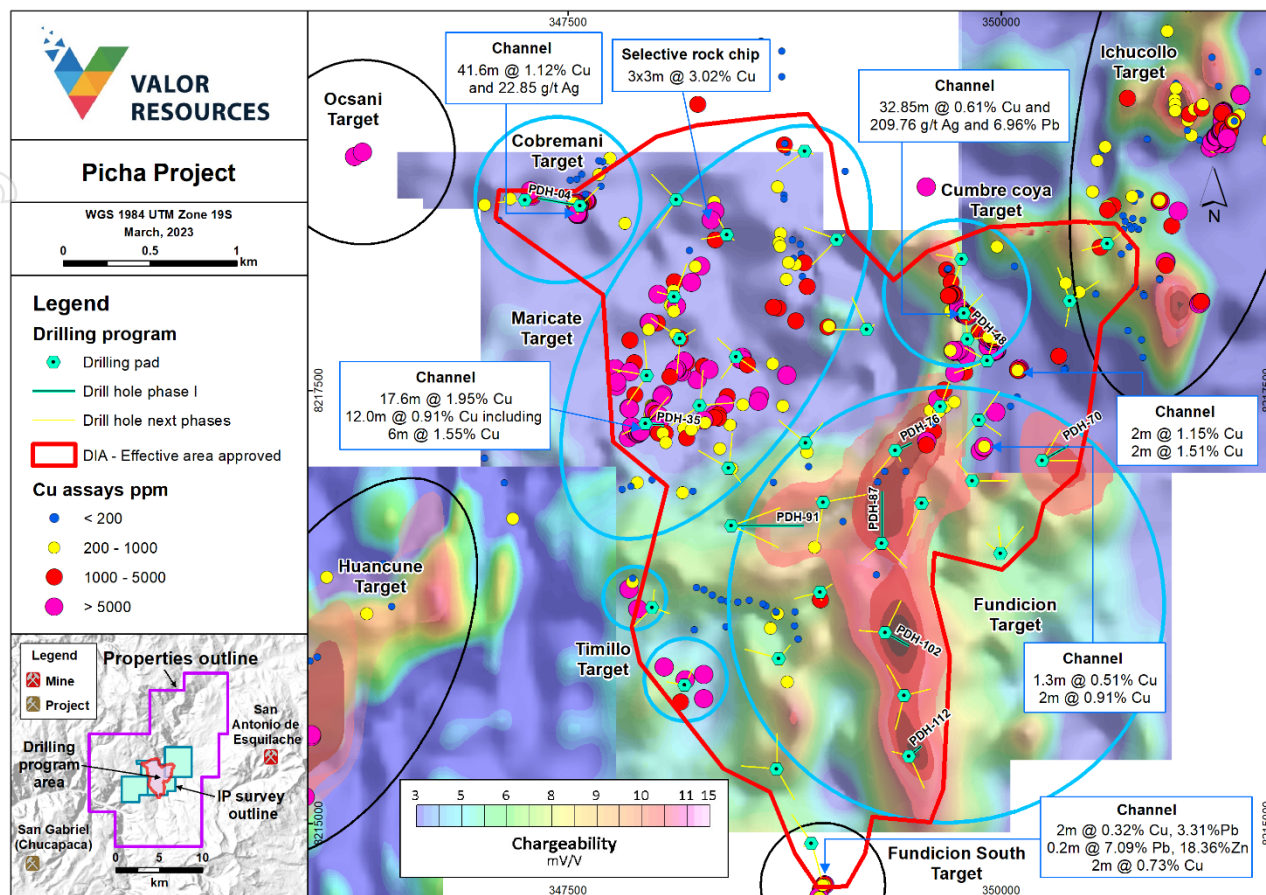 VALOR
RESOURCES
Picha Project
WGS 1984 UTM Zone 19S
March, 2023
0 0.5 1
km
Legend
Drilling program
Drilling pad
Drill hole phase I
Drill hole next phases
DIA - Effective area approved
Cu assays ppm
< 200
200 - 1000
1000 - 5000
> 5000
Legend
Mine
Project
Properties outline
San
Antonio de
Esquilache
Drilling
program
area
IP survey
outline
San Gabriel
(Chucapaca)
0 5 10
km
347500
350000
Ocsani
Target
Channel
41.6m @ 1.12% Cu
and 22.85 g/t Ag
Selective rock chip
3x3m @ 3.02% Cu
Channel
32.85m @ 0.61% Cu and
209.76 g/t Ag and 6.96% Pb
Ichucollo
Target
Cobremani
Target
PDH-04
Cumbre coya
Target
N
Maricate
Target
PDH-48
8217500
8217500
Channel
17.6m @ 1.95% Cu
12.0m @ 0.91% Cu including
6m @ 1.55% Cu
PDH-35
PDH-76
PDH-70
Channel
2m @ 1.15% Cu
2m @ 1.51% Cu
PDH-87
PDH-91
Huancune
Target
Fundicion
Target
PDH-102
Timillo
Target
Channel
1.3m @ 0.51% Cu
2m @ 0.91% Cu
PDH-112
3 5 6 8 9 10 11 15
Chargeability
mV/V
8215000
8215000
Channel
2m @ 0.32% Cu, 3.31%Pb
0.2m @ 7.09% Pb, 18.36%Zn
2m @ 0.73% Cu
Fundicion South
Target
347500
350000